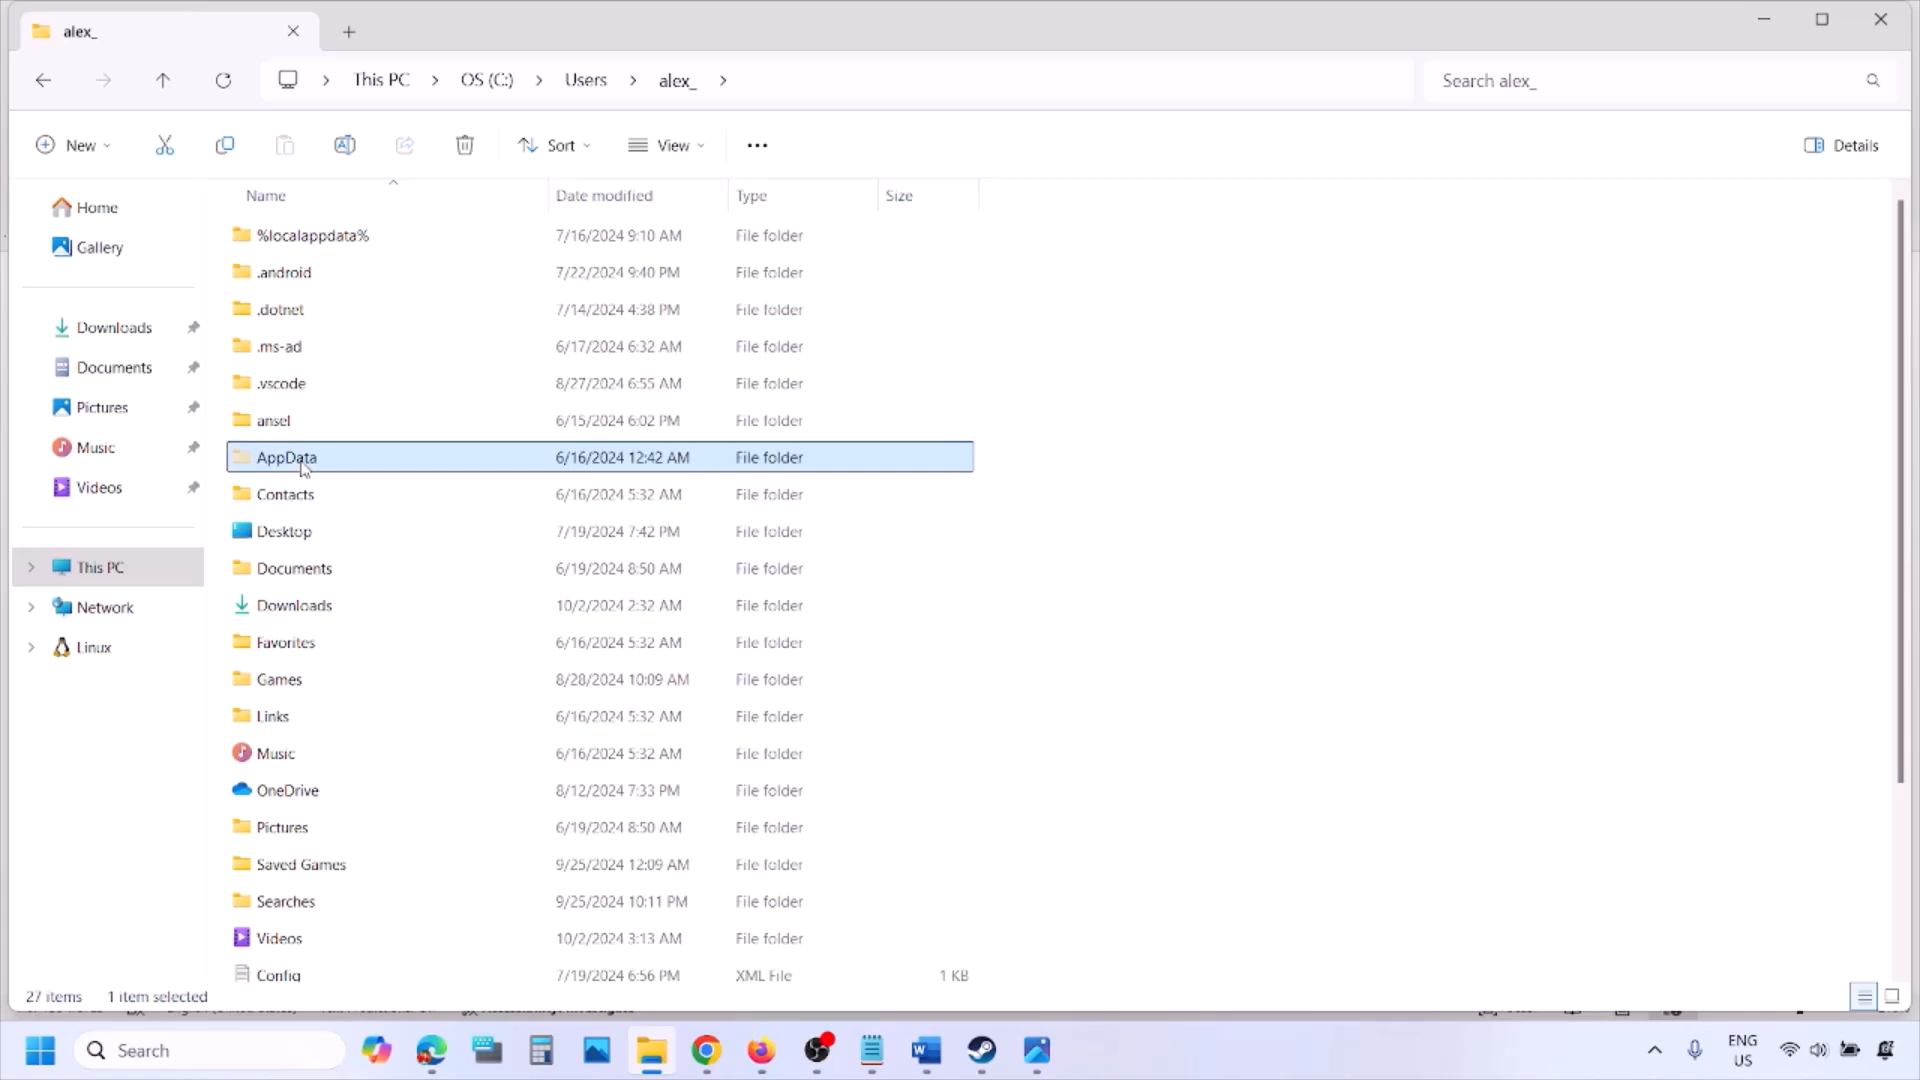 alex_
This PC
OS (C:)
Users
alex_
Search alex_
New
Sort
View
Details
Name
Date modified
Type
Size
Home
Gallery
Downloads
Documents
Pictures
Music
Videos
This PC
Network
Linux
%localappdata% 7/16/2024 9:10 AM File folder
.android 7/22/2024 9:40 PM File folder
.dotnet 7/14/2024 4:38 PM File folder
.ms-ad 6/17/2024 6:32 AM File folder
.vscode 8/27/2024 6:55 AM File folder
ansel 6/15/2024 6:02 PM File folder
AppData 6/16/2024 12:42 AM File folder
Contacts 6/16/2024 5:32 AM File folder
Desktop 7/19/2024 7:42 PM File folder
Documents 6/19/2024 8:50 AM File folder
Downloads 10/2/2024 2:32 AM File folder
Favorites 6/16/2024 5:32 AM File folder
Games 8/28/2024 10:09 AM File folder
Links 6/16/2024 5:32 AM File folder
Music 6/16/2024 5:32 AM File folder
OneDrive 8/12/2024 7:33 PM File folder
Pictures 6/19/2024 8:50 AM File folder
Saved Games 9/25/2024 12:09 AM File folder
Searches 9/25/2024 10:11 PM File folder
Videos 10/2/2024 3:13 AM File folder
Config 7/19/2024 6:56 PM XML File 1 KB
27 items 1 item selected
Search
ENG
US